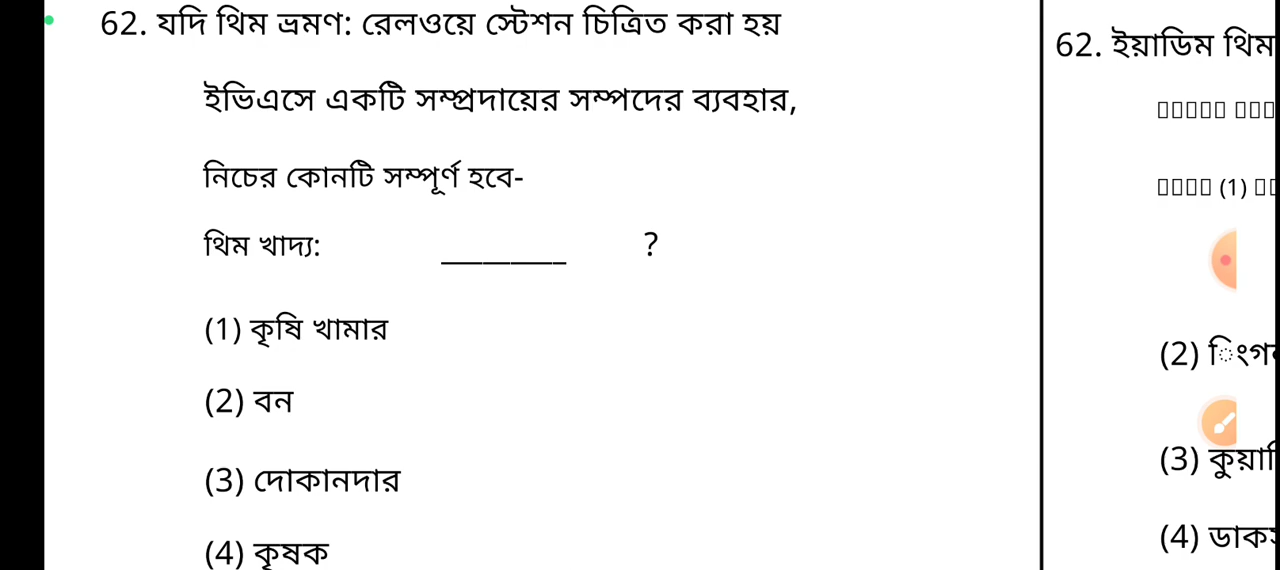 62. যদি থিম ভ্রমণ: রেলওয়ে স্টেশন চিত্রিত করা হয়
ইভিএসে একটি সম্প্রদায়ের সম্পদের ব্যবহার,
নিচের কোনটি সম্পূর্ণ হবে-
থিম খাদ্য: _________ ?
(1) কৃষি খামার
(2) বন
(3) দোকানদার
(4) কৃষক
62. ইয়াডিম থিম
(1)
(2)
(3)
(4)